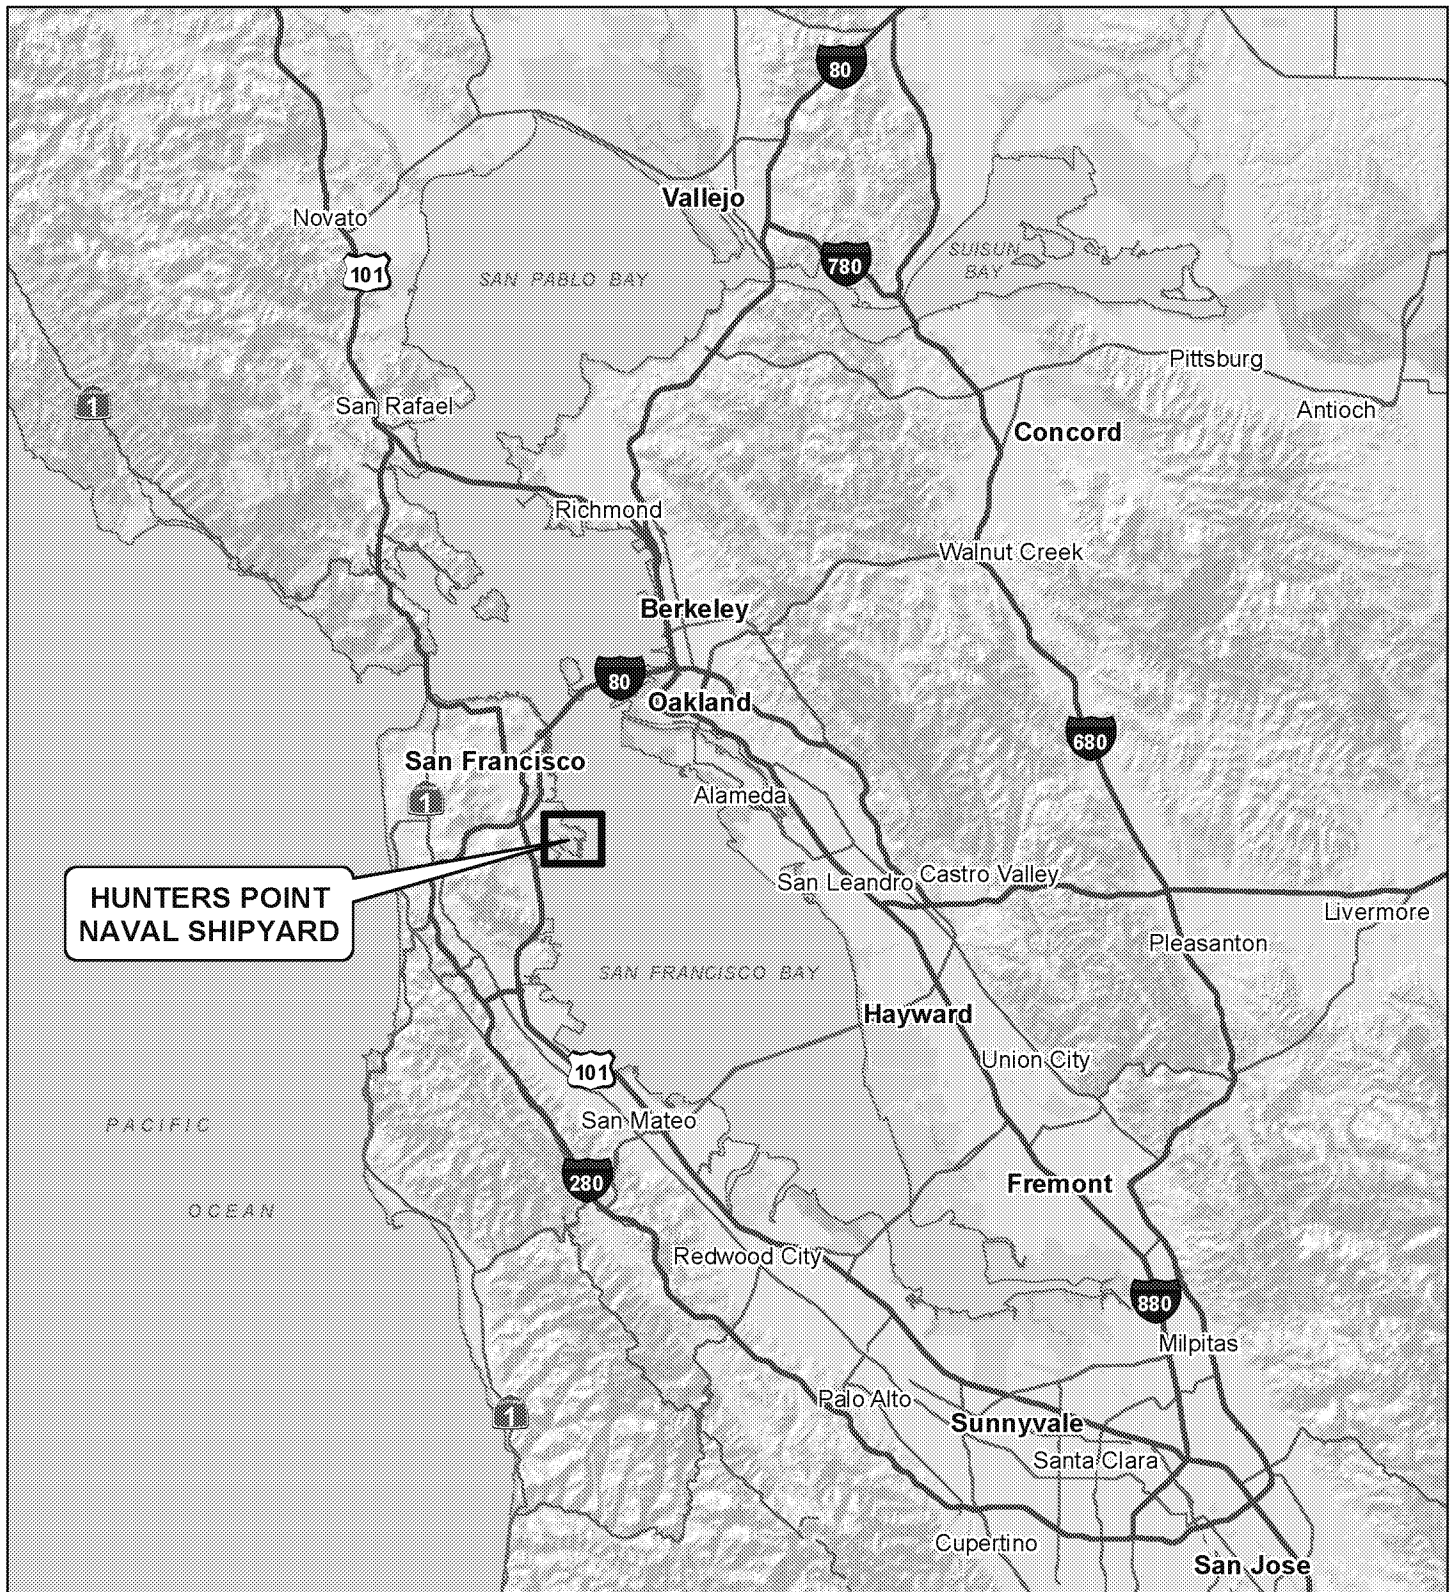 80
Vallejo
Novato
SUISUN
BAY
780
101
SAN PABLO BAY
Pittsburg
1
San Rafael
Antioch
Concord
Richmond
Walnut Creek
Berkeley
80
Oakland
680
San Francisco
Alameda
1
HUNTERS POINT
NAVAL SHIPYARD
San Leandro
Castro Valley
Livermore
Pleasanton
SAN FRANCISCO BAY
Hayward
Union City
101
San Mateo
PACIFIC
OCEAN
280
Fremont
Redwood City
880
Milpitas
Palo Alto
1
Sunnyvale
Santa Clara
Cupertino
San Jose